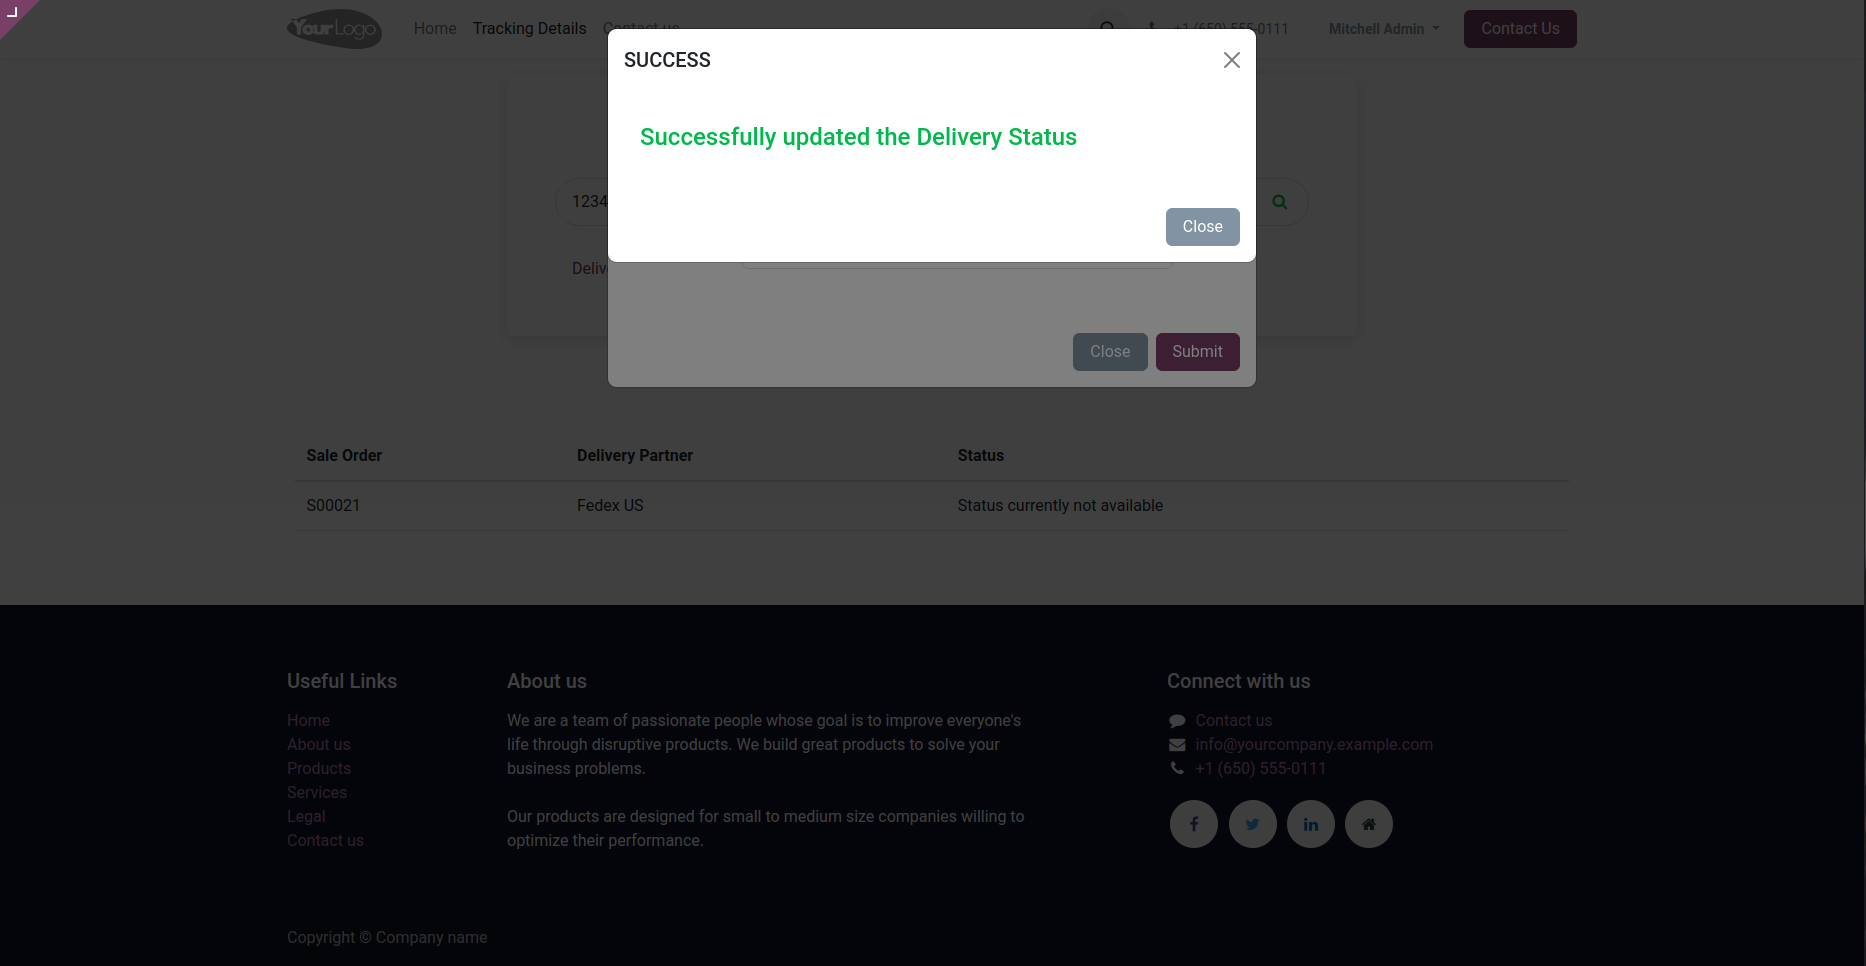 YourLogo
Home Tracking Details Contact us +1 (650) 555-0111 Mitchell Admin Contact Us
SUCCESS
Successfully updated the Delivery Status
Close
1234
Close Submit
Sale Order Delivery Partner Status
S00021 Fedex US Status currently not available
Useful Links
Home
About us
Products
Services
Legal
Contact us
About us
We are a team of passionate people whose goal is to improve everyone's
life through disruptive products. We build great products to solve your
business problems.
Our products are designed for small to medium size companies willing to
optimize their performance.
Connect with us
Contact us
info@yourcompany.example.com
+1 (650) 555-0111
Copyright © Company name